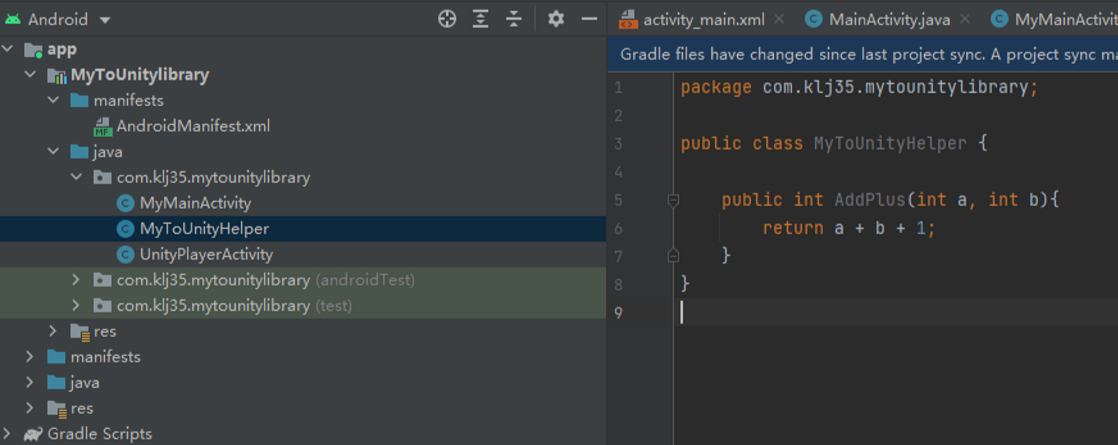 Android
app
MyToUnitylibrary
manifests
AndroidManifest.xml
java
com.klj35.mytounitylibrary
MyMainActivity
MyToUnityHelper
UnityPlayerActivity
com.klj35.mytounitylibrary (androidTest)
com.klj35.mytounitylibrary (test)
res
manifests
java
res
Gradle Scripts
activity_main.xml
MainActivity.java
MyMainActivit
Gradle files have changed since last project sync. A project sync ma
1 package com.klj35.mytounitylibrary;
2
3 public class MyToUnityHelper {
4
5 public int AddPlus(int a, int b){
6 return a + b + 1;
7 }
8 }
9